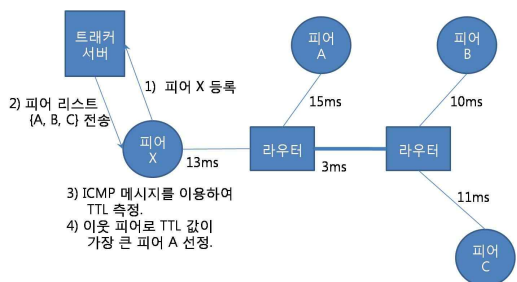 트래커
서버
1) 피어 X 등록
2) 피어 리스트
{A, B, C} 전송
피어
X
13ms
라우터
15ms
피어
A
3ms
라우터
10ms
피어
B
11ms
피어
C
3) ICMP 메시지를 이용하여
TTL 측정.
4) 이웃 피어로 TTL 값이
가장 큰 피어 A 선정.